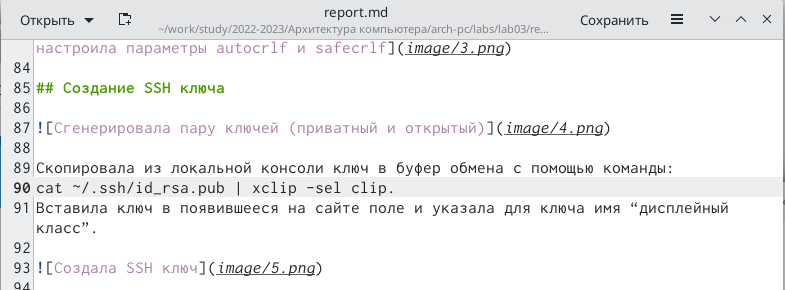 Открыть
report.md
~/work/study/2022-2023/Архитектура компьютера/arch-pc/labs/lab03/re...
Сохранить
настроила параметры autocrlf и safecrlf](image/3.png)
84
85 ## Создание SSH ключа
86
87 ![Сгенерировала пару ключей (приватный и открытый)](image/4.png)
88
89 Скопировала из локальной консоли ключ в буфер обмена с помощью команды:
90 cat ~/.ssh/id_rsa.pub | xclip -sel clip.
91 Вставила ключ в появившееся на сайте поле и указала для ключа имя “дисплейный
класс”.
92
93 ![Создала SSH ключ](image/5.png)
94